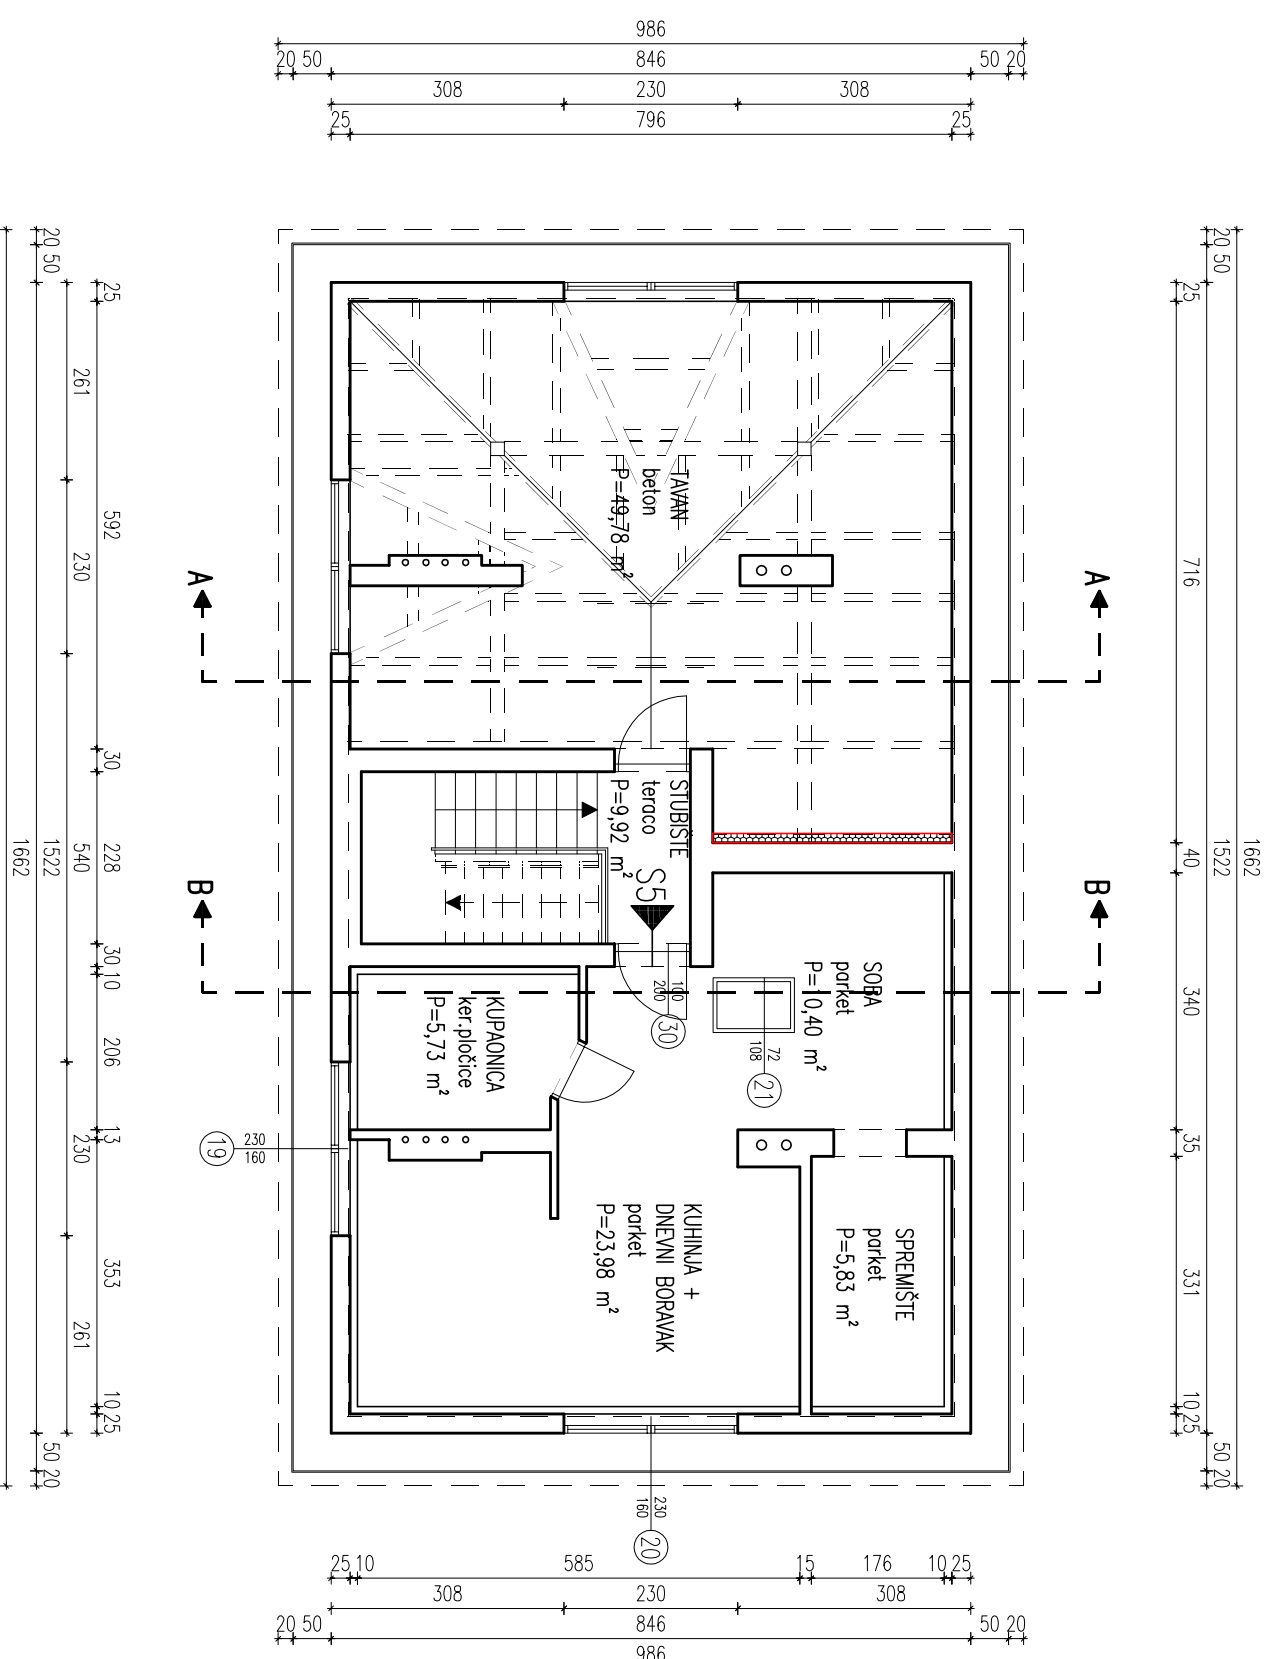 986
20 50 846 50 20
308 230 308
25 796 25
TAVAN
beton
P=49,78 m²
STUBIŠTE
teraco
P=9,92 m²
S5
SOBA
parket
P=10,40 m²
KUPAONICA
ker.pločice
P=5,73 m²
KUHINJA +
DNEVNI BORAVAK
parket
P=23,98 m²
SPREMIŠTE
parket
P=5,83 m²
A
A
B
B
100
200
30
72
108
21
230
160
19
230
160
20
25 592 30 228 30 10 206 13 353 10 25
261 230 540 230 261
20 50 1522 50 20
1662
25 716 40 340 35 331 10 25
20 50 1522 50 20
1662
25 10 585 15 176 10 25
308 230 308
20 50 846 50 20
986